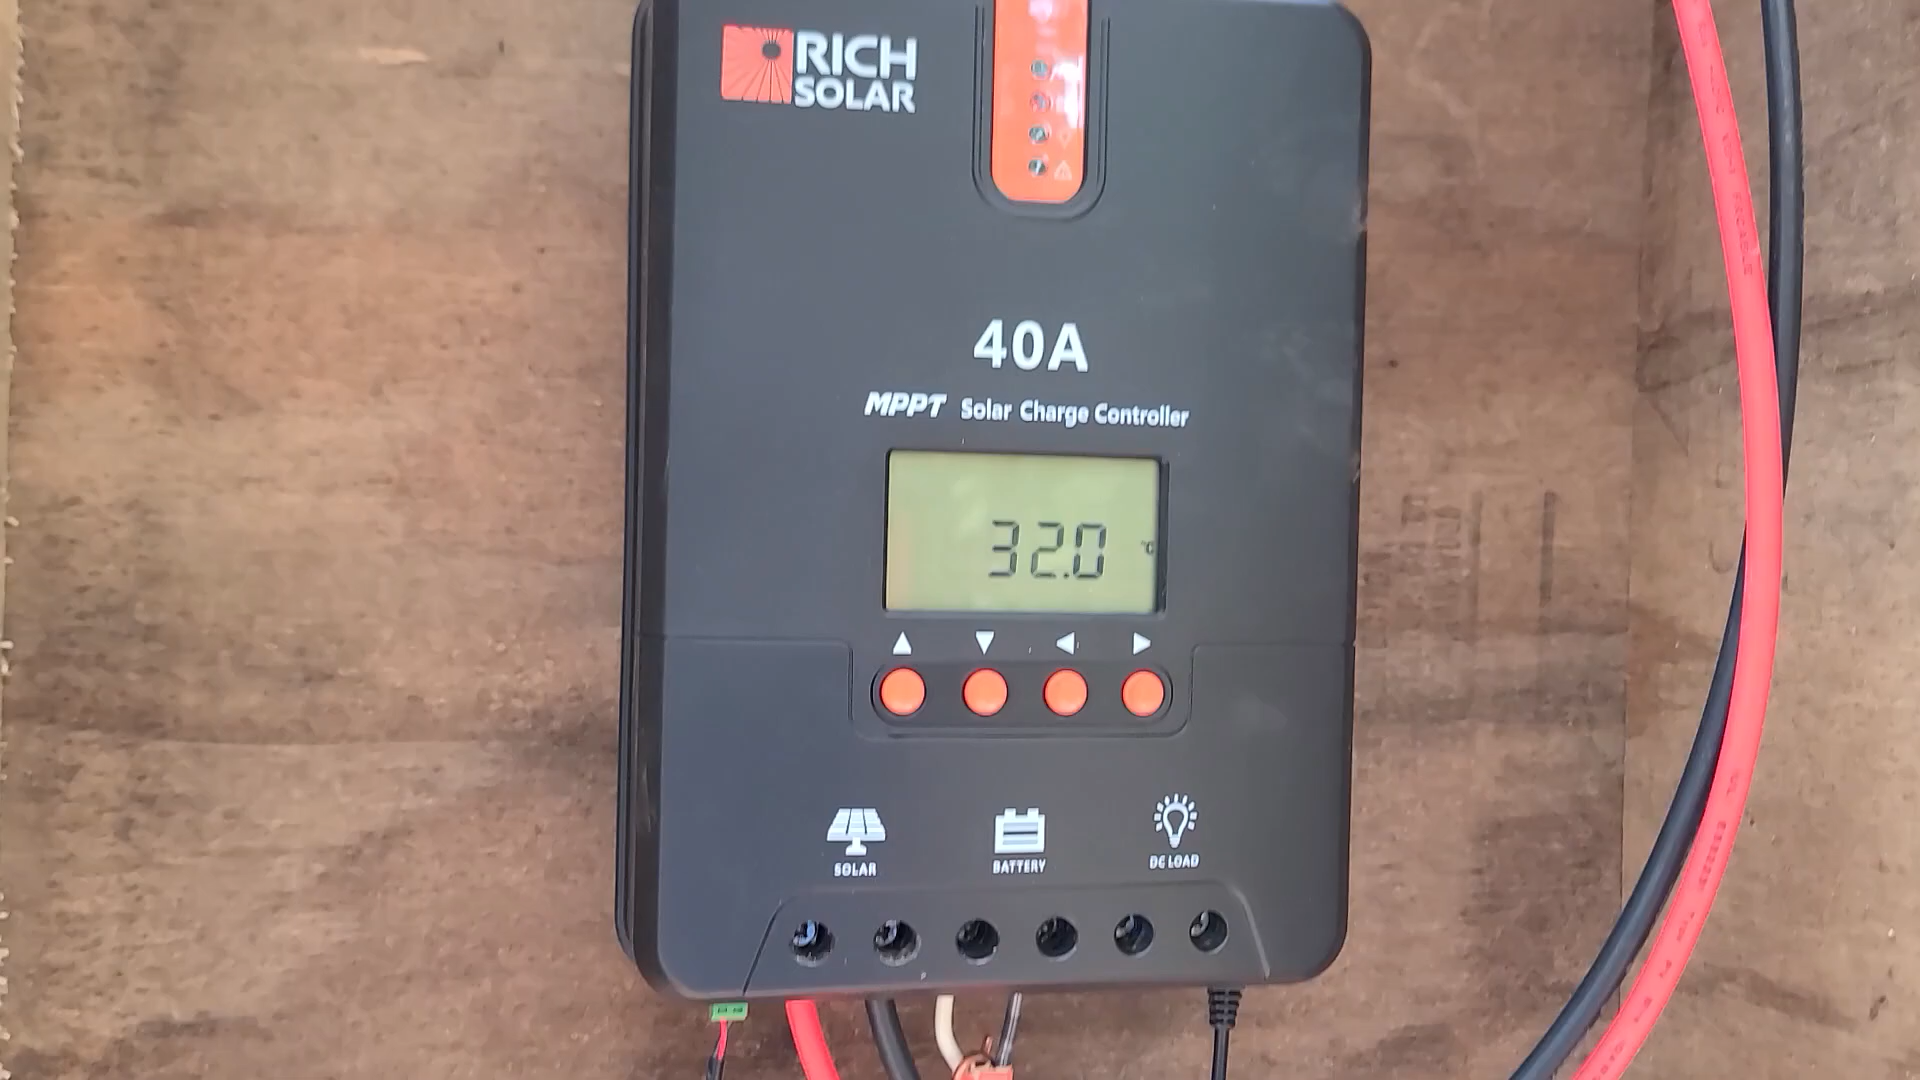 RICH
SOLAR
40A
MPPT Solar Charge Controller
32.0 °C
SOLAR
BATTERY
DC LOAD